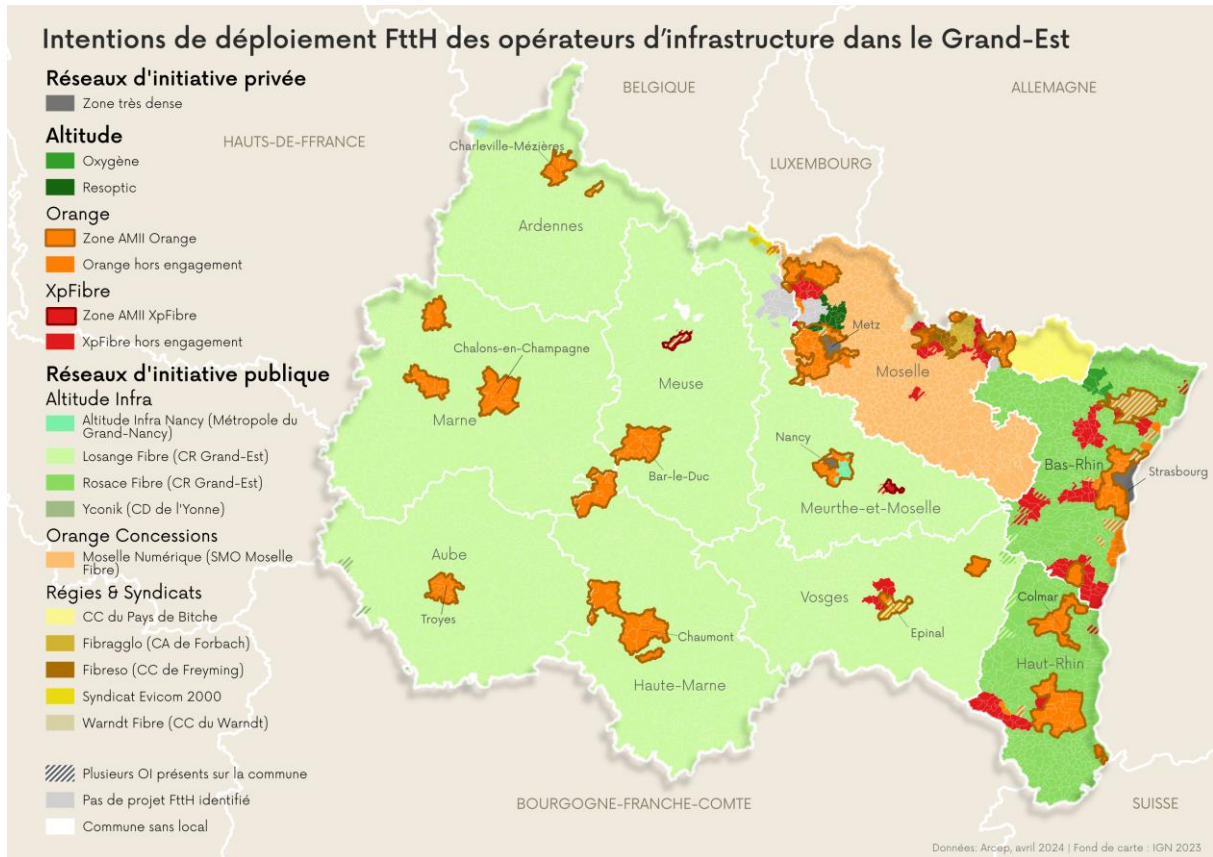 Intentions de déploiement FttH des opérateurs d'infrastructure dans le Grand-Est
Réseaux d'initiative privée
Zone très dense
Altitude
Oxygène
Resoptic
Orange
Zone AMII Orange
Orange hors engagement
XpFibre
Zone AMII XpFibre
XpFibre hors engagement
Réseaux d'initiative publique
Altitude Infra
Altitude Infra Nancy (Métropole du
Grand-Nancy)
Losange Fibre (CR Grand-Est)
Rosace Fibre (CR Grand-Est)
Yconik (CD de l'Yonne)
Orange Concessions
Moselle Numérique (SMO Moselle
Fibre)
Régies & Syndicats
CC du Pays de Bitche
Fibragglo (CA de Forbach)
Fibreso (CC de Freyming)
Syndicat Evicom 2000
Warndt Fibre (CC du Warndt)
Plusieurs OI présents sur la commune
Pas de projet FttH identifié
Commune sans local
BELGIQUE
ALLEMAGNE
HAUTS-DE-FFRANCE
LUXEMBOURG
Charleville-Mézières
Ardennes
Metz
Chalons-en-Champagne
Meuse
Moselle
Marne
Nancy
Bar-le-Duc
Bas-Rhin
Strasbourg
Meurthe-et-Moselle
Aube
Troyes
Vosges
Colmar
Chaumont
Epinal
Haute-Marne
Haut-Rhin
BOURGOGNE-FRANCHE-COMTE
SUISSE
Données: Arcep, avril 2024 | Fond de carte : IGN 2023